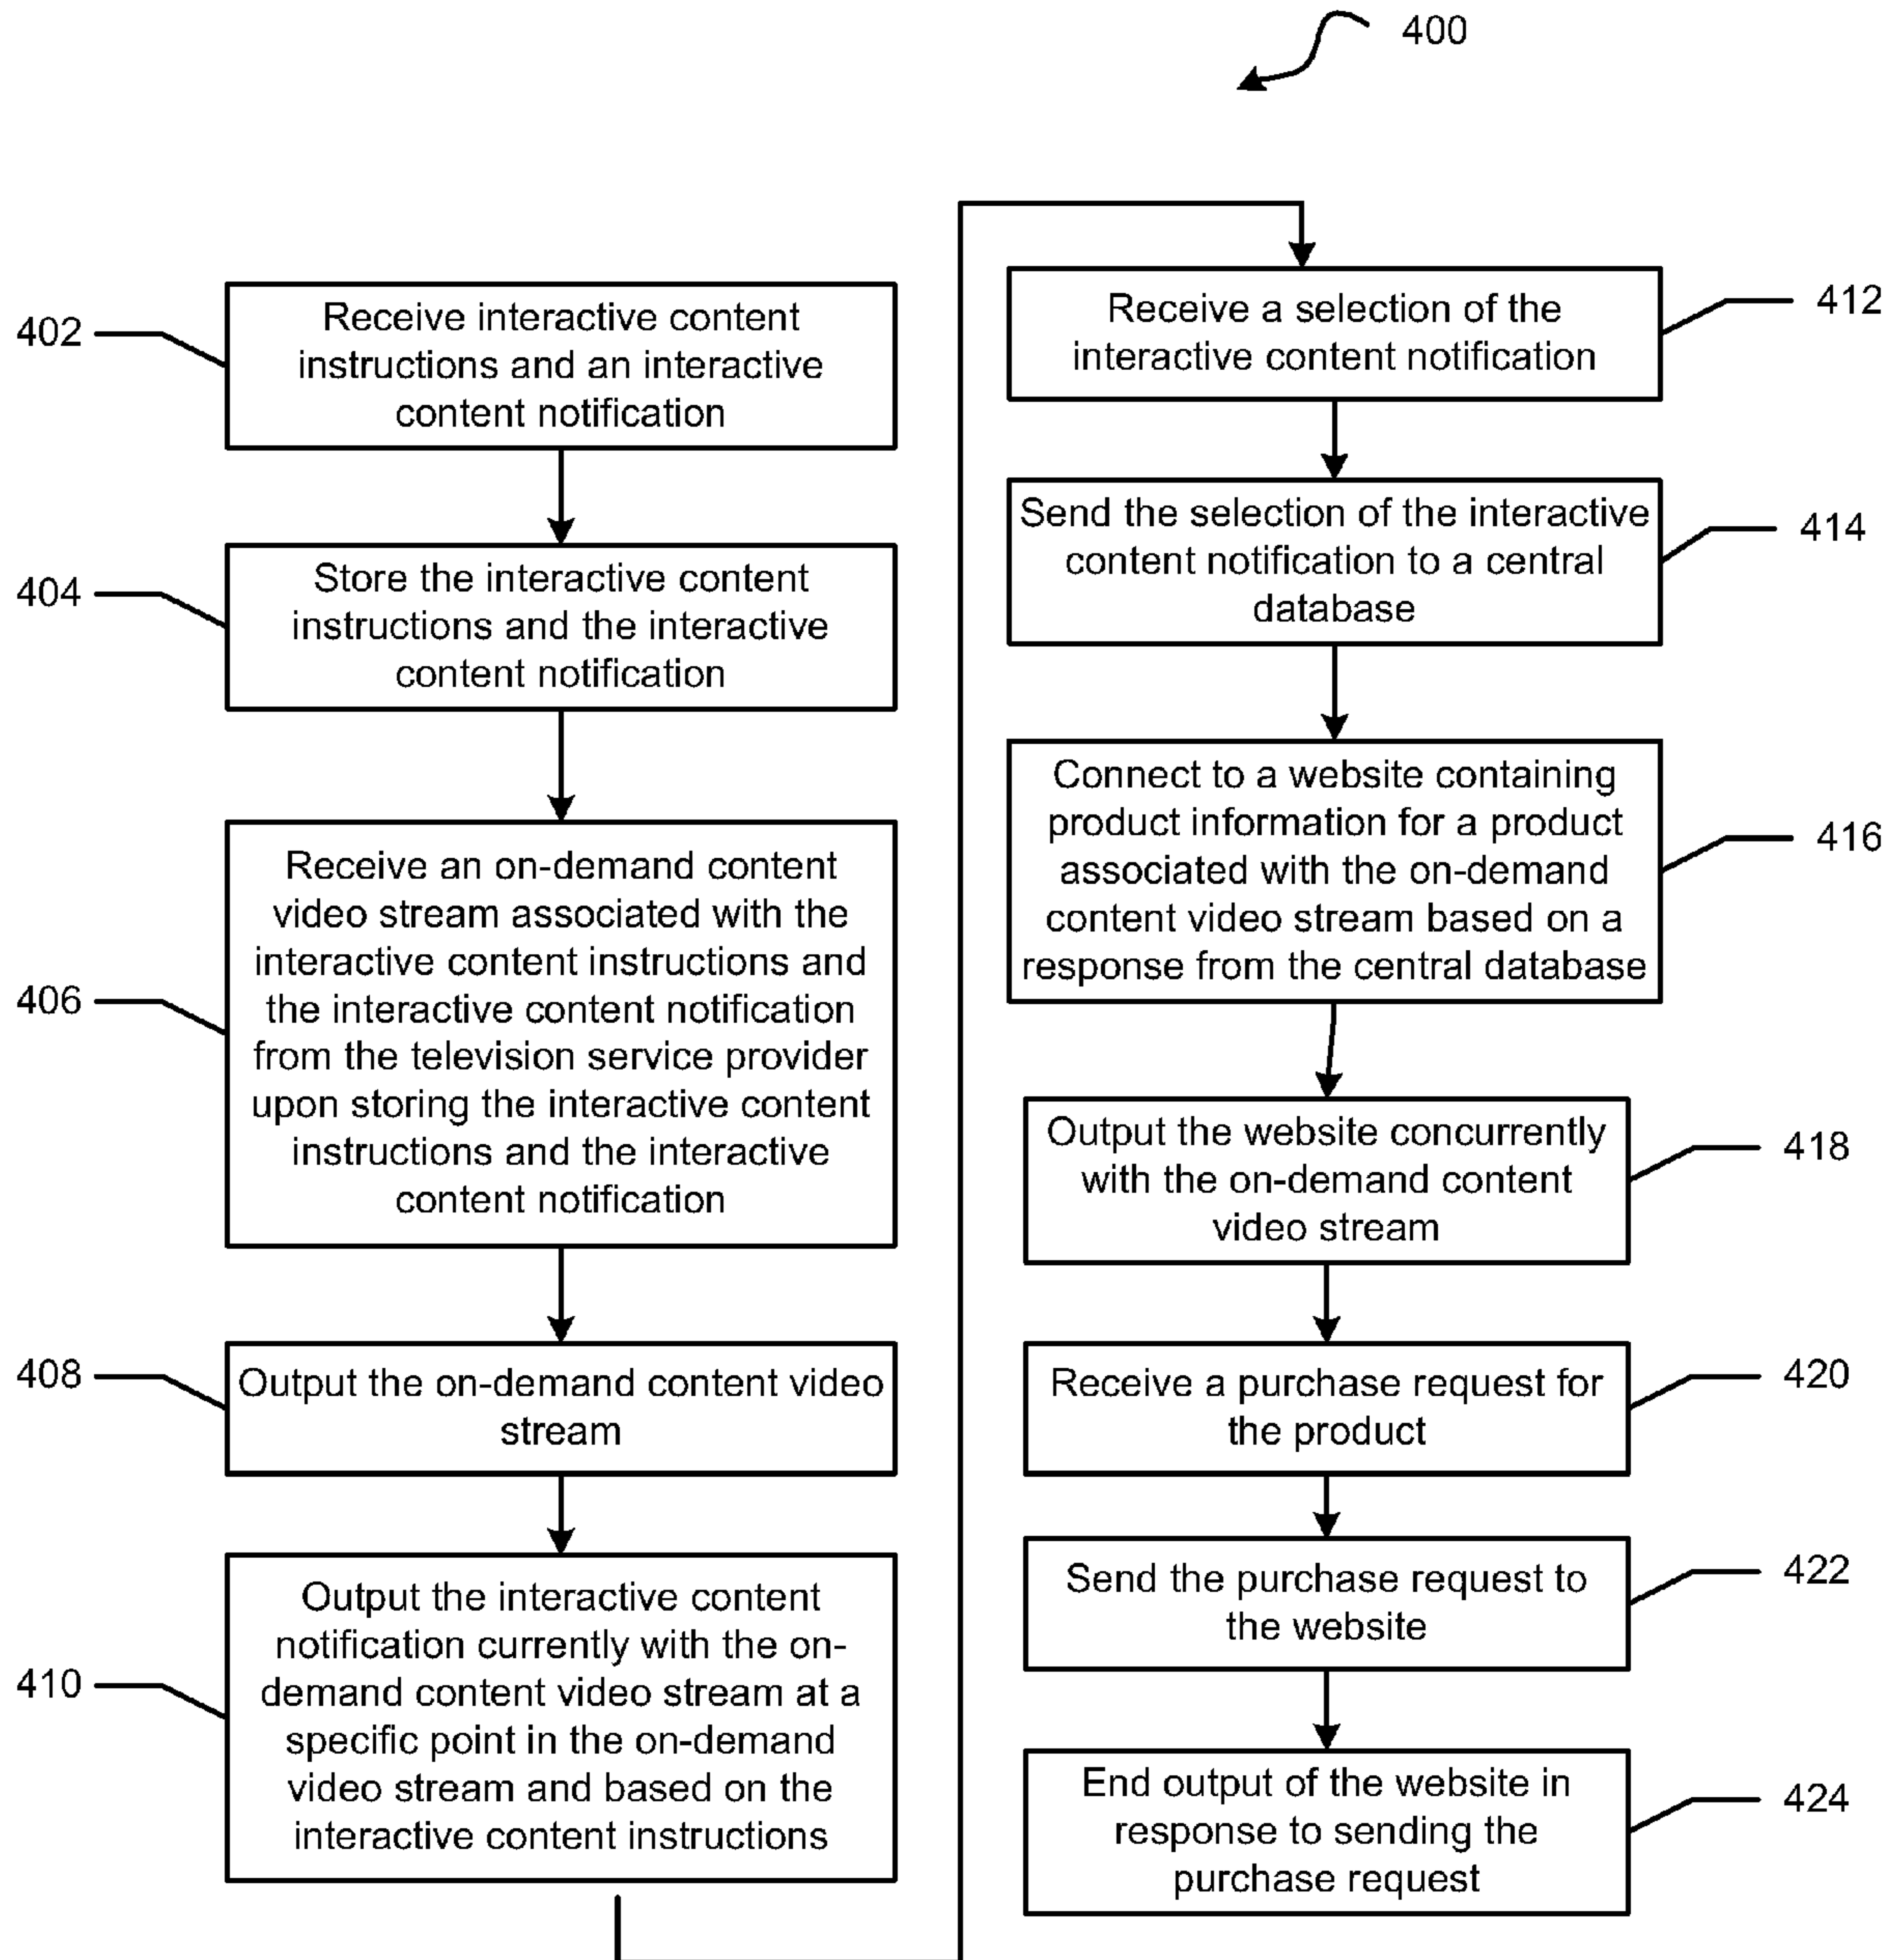 400
402
Receive interactive content
instructions and an interactive
content notification
404
Store the interactive content
instructions and the interactive
content notification
406
Receive an on-demand content
video stream associated with the
interactive content instructions and
the interactive content notification
from the television service provider
upon storing the interactive content
instructions and the interactive
content notification
408
Output the on-demand content video
stream
410
Output the interactive content
notification currently with the on-
demand content video stream at a
specific point in the on-demand
video stream and based on the
interactive content instructions
Receive a selection of the
interactive content notification
412
Send the selection of the interactive
content notification to a central
database
414
Connect to a website containing
product information for a product
associated with the on-demand
content video stream based on a
response from the central database
416
Output the website concurrently
with the on-demand content
video stream
418
Receive a purchase request for
the product
420
Send the purchase request to
the website
422
End output of the website in
response to sending the
purchase request
424